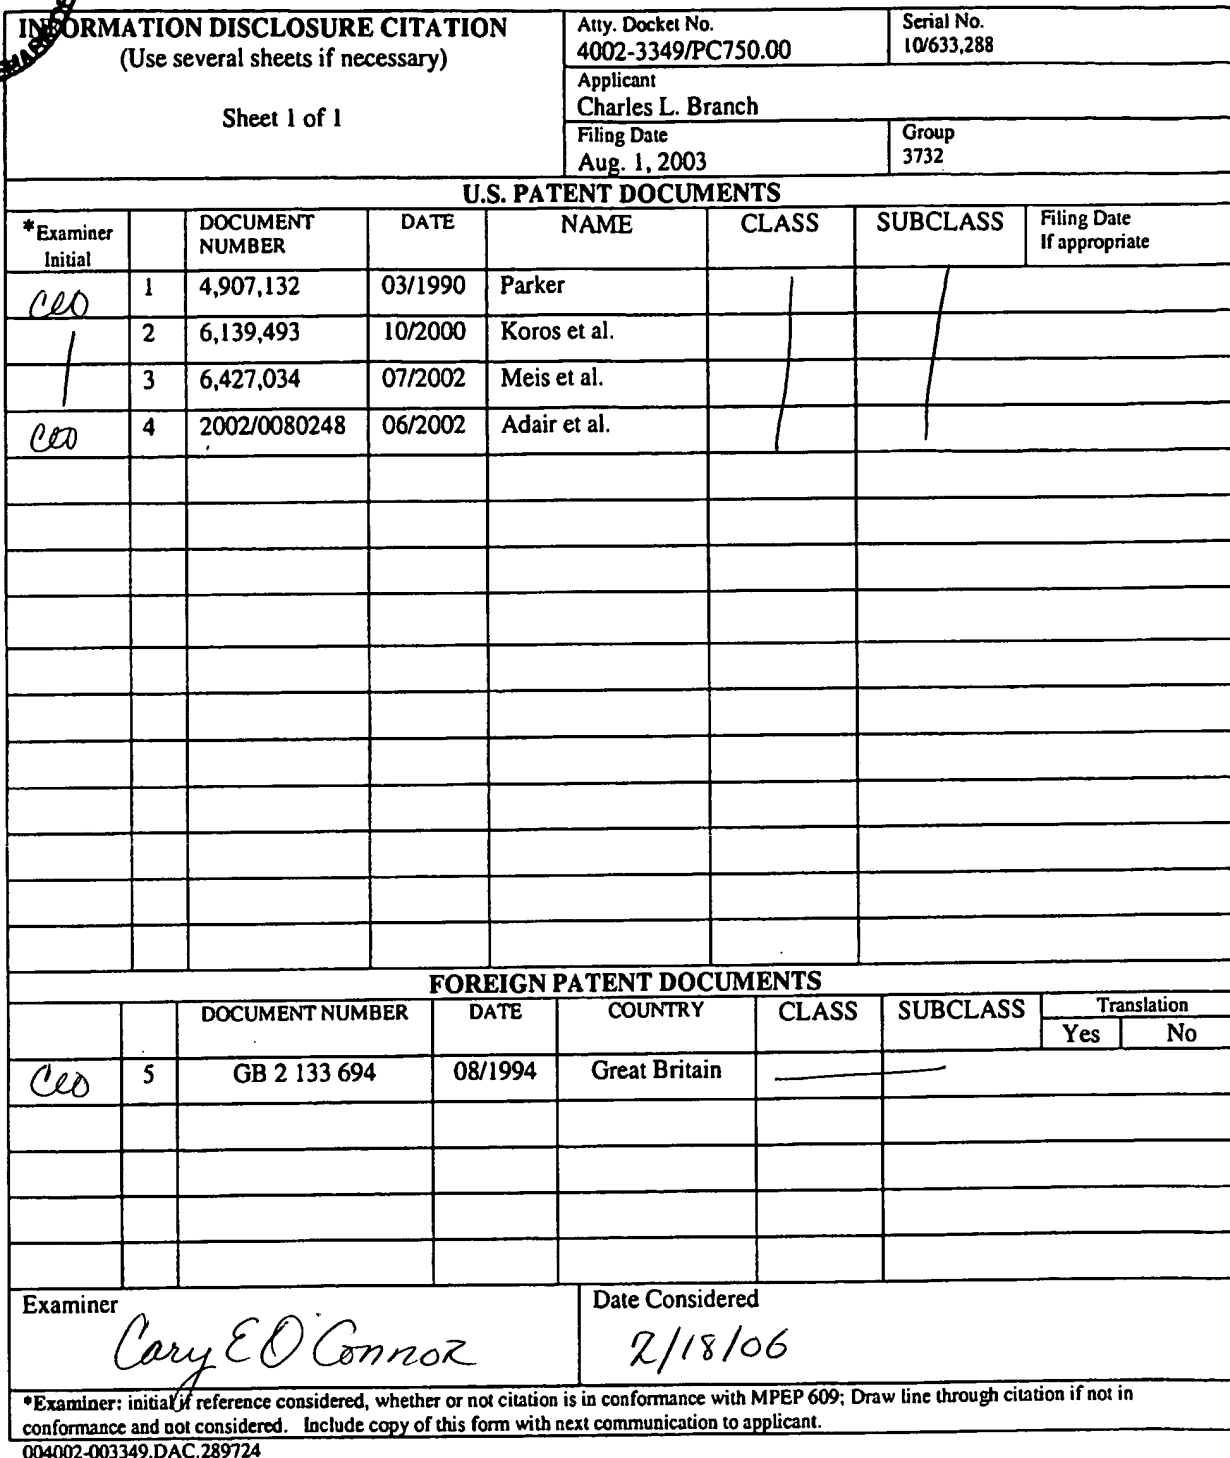 INFORMATION DISCLOSURE CITATION
(Use several sheets if necessary)
Sheet 1 of 1
Atty. Docket No.
4002-3349/PC750.00
Serial No.
10/633,288
Applicant
Charles L. Branch
Filing Date
Aug. 1, 2003
Group
3732
U.S. PATENT DOCUMENTS
*Examiner Initial DOCUMENT NUMBER DATE NAME CLASS SUBCLASS Filing Date If appropriate
CEO 1 4,907,132 03/1990 Parker
2 6,139,493 10/2000 Koros et al.
3 6,427,034 07/2002 Meis et al.
CEO 4 2002/0080248 06/2002 Adair et al.
FOREIGN PATENT DOCUMENTS
DOCUMENT NUMBER DATE COUNTRY CLASS SUBCLASS Translation
Yes No
CEO 5 GB 2 133 694 08/1994 Great Britain
Examiner
Cary E O'Connor
Date Considered
2/18/06
*Examiner: initial if reference considered, whether or not citation is in conformance with MPEP 609; Draw line through citation if not in
conformance and not considered. Include copy of this form with next communication to applicant.
004002-003349.DAC.289724